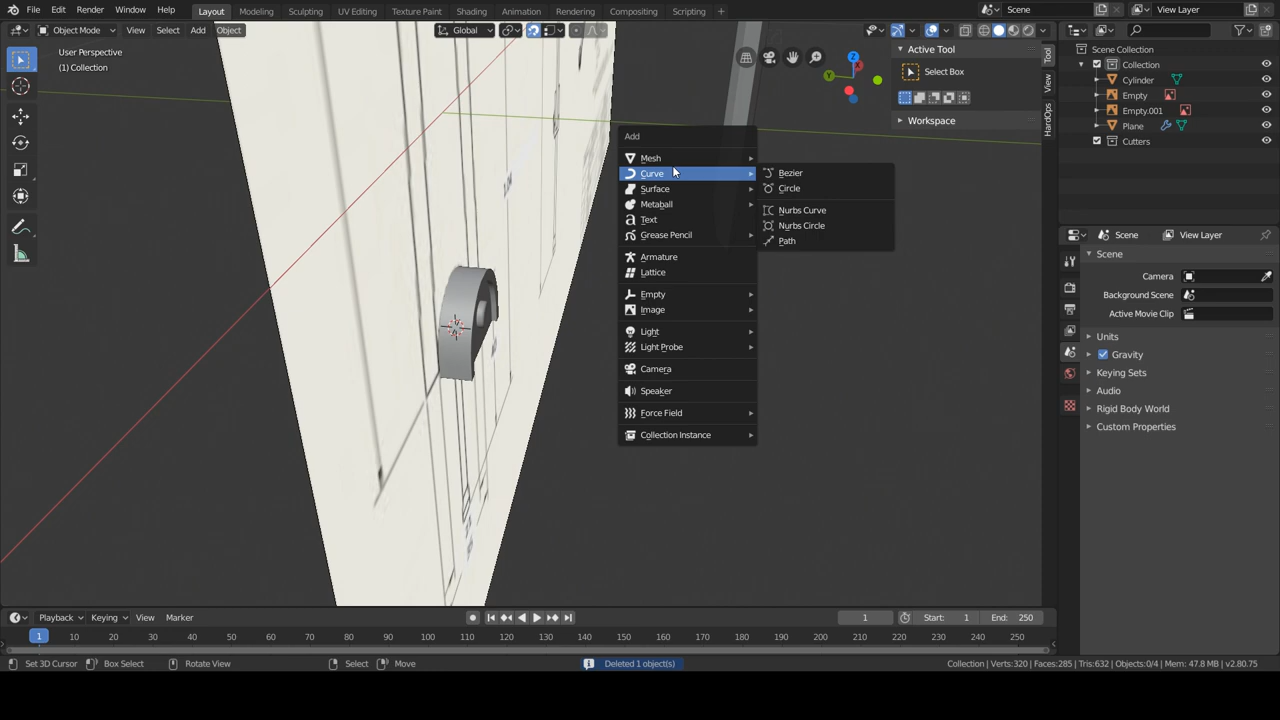 File Edit Render Window Help
Layout Modeling Sculpting UV Editing Texture Paint Shading Animation Rendering Compositing Scripting +
Scene
View Layer
Object Mode View Select Add Object
Global
User Perspective
(1) Collection
Z
X
Y
Active Tool
Select Box
Workspace
Tool
View
HardOps
Scene Collection
Collection
Cylinder
Empty
Empty.001
Plane
Cutters
Add
Mesh
Curve
Surface
Metaball
Text
Grease Pencil
Armature
Lattice
Empty
Image
Light
Light Probe
Camera
Speaker
Force Field
Collection Instance
Bezier
Circle
Nurbs Curve
Nurbs Circle
Path
Scene View Layer
Scene
Camera
Background Scene
Active Movie Clip
Units
Gravity
Keying Sets
Audio
Rigid Body World
Custom Properties
Playback Keying View Marker
1 Start: 1 End: 250
1 10 20 30 40 50 60 70 80 90 100 110 120 130 140 150 160 170 180 190 200 210 220 230 240 250
Set 3D Cursor Box Select Rotate View Select Move Deleted 1 object(s) Collection | Verts:320 | Faces:285 | Tris:632 | Objects:0/4 | Mem: 47.8 MB | v2.80.75